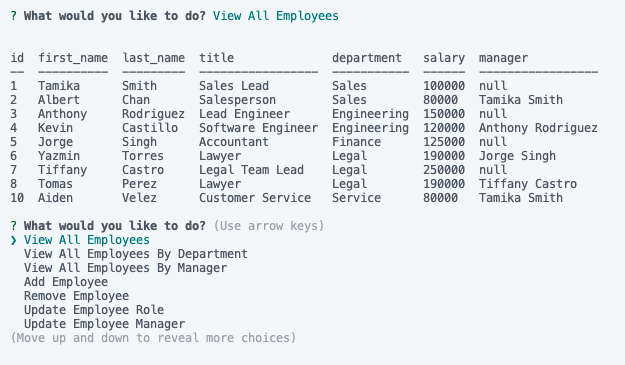 ? What would you like to do? View All Employees
id first_name last_name title department salary manager
-- ---------- --------- ----------------- ----------- ------ -----------------
1 Tamika Smith Sales Lead Sales 100000 null
2 Albert Chan Salesperson Sales 80000 Tamika Smith
3 Anthony Rodriguez Lead Engineer Engineering 150000 null
4 Kevin Castillo Software Engineer Engineering 120000 Anthony Rodriguez
5 Jorge Singh Accountant Finance 125000 null
6 Yazmin Torres Lawyer Legal 190000 Jorge Singh
7 Tiffany Castro Legal Team Lead Legal 250000 null
8 Tomas Perez Lawyer Legal 190000 Tiffany Castro
10 Aiden Velez Customer Service Service 80000 Tamika Smith
? What would you like to do? (Use arrow keys)
❯ View All Employees
View All Employees By Department
View All Employees By Manager
Add Employee
Remove Employee
Update Employee Role
Update Employee Manager
(Move up and down to reveal more choices)